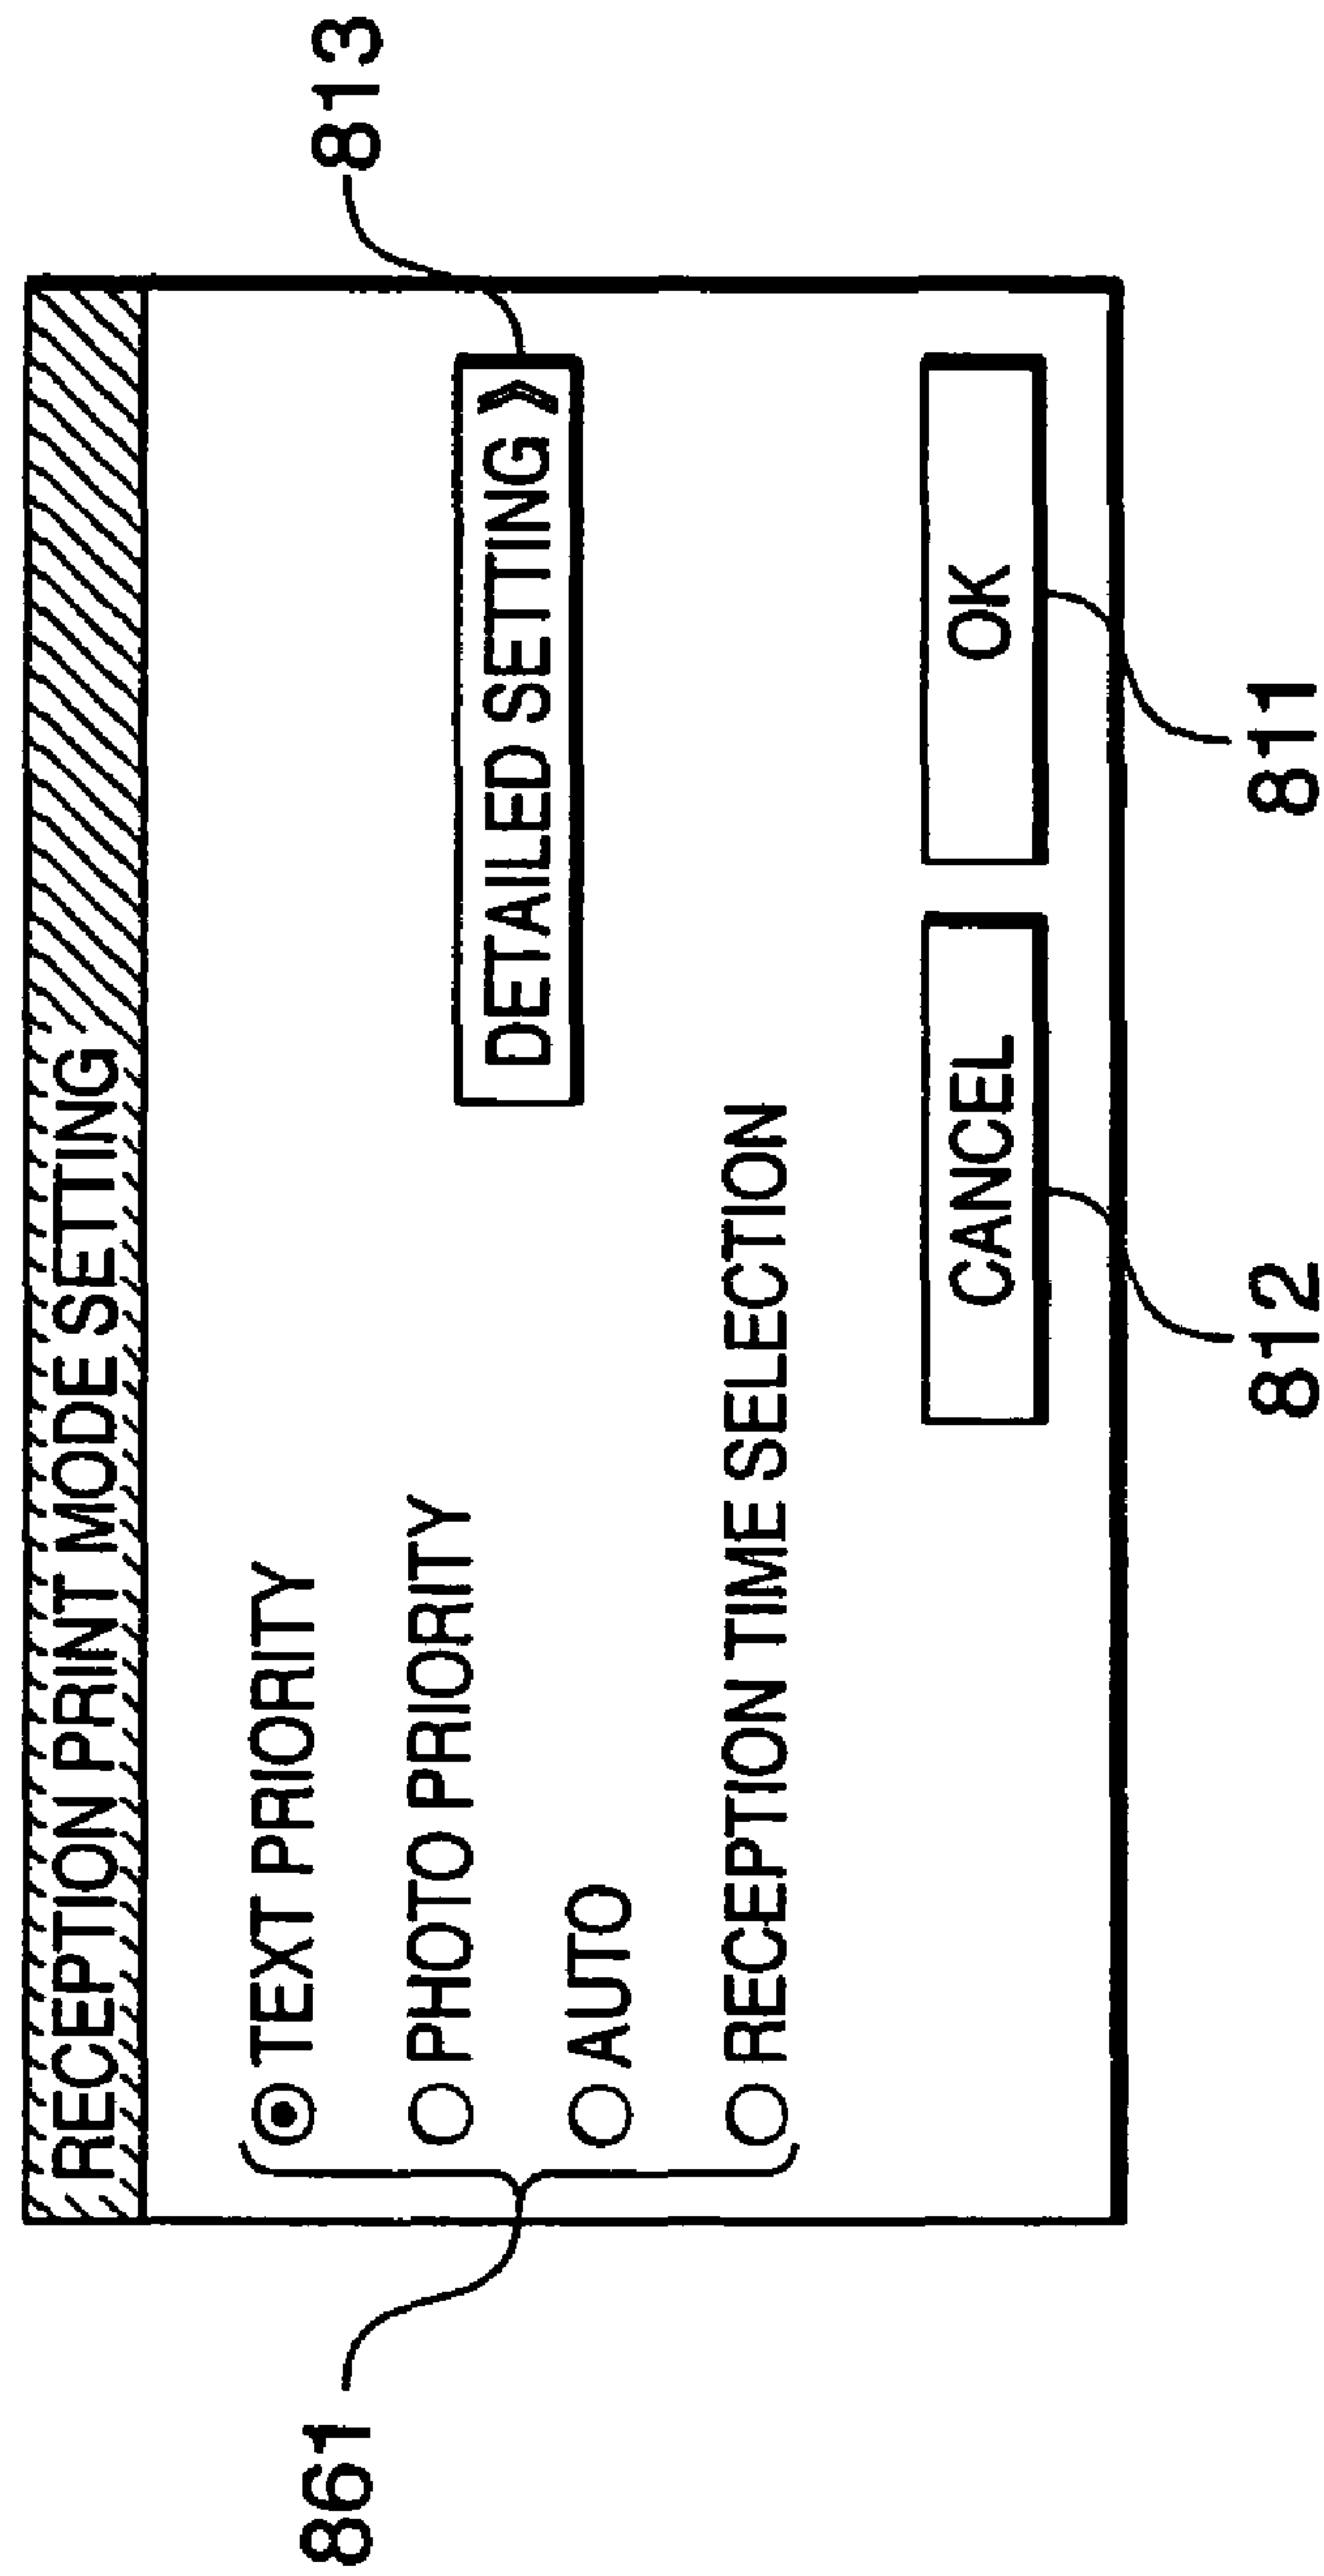 RECEPTION PRINT MODE SETTING
TEXT PRIORITY
PHOTO PRIORITY
AUTO
RECEPTION TIME SELECTION
DETAILED SETTING 》
CANCEL
OK
861
813
812
811